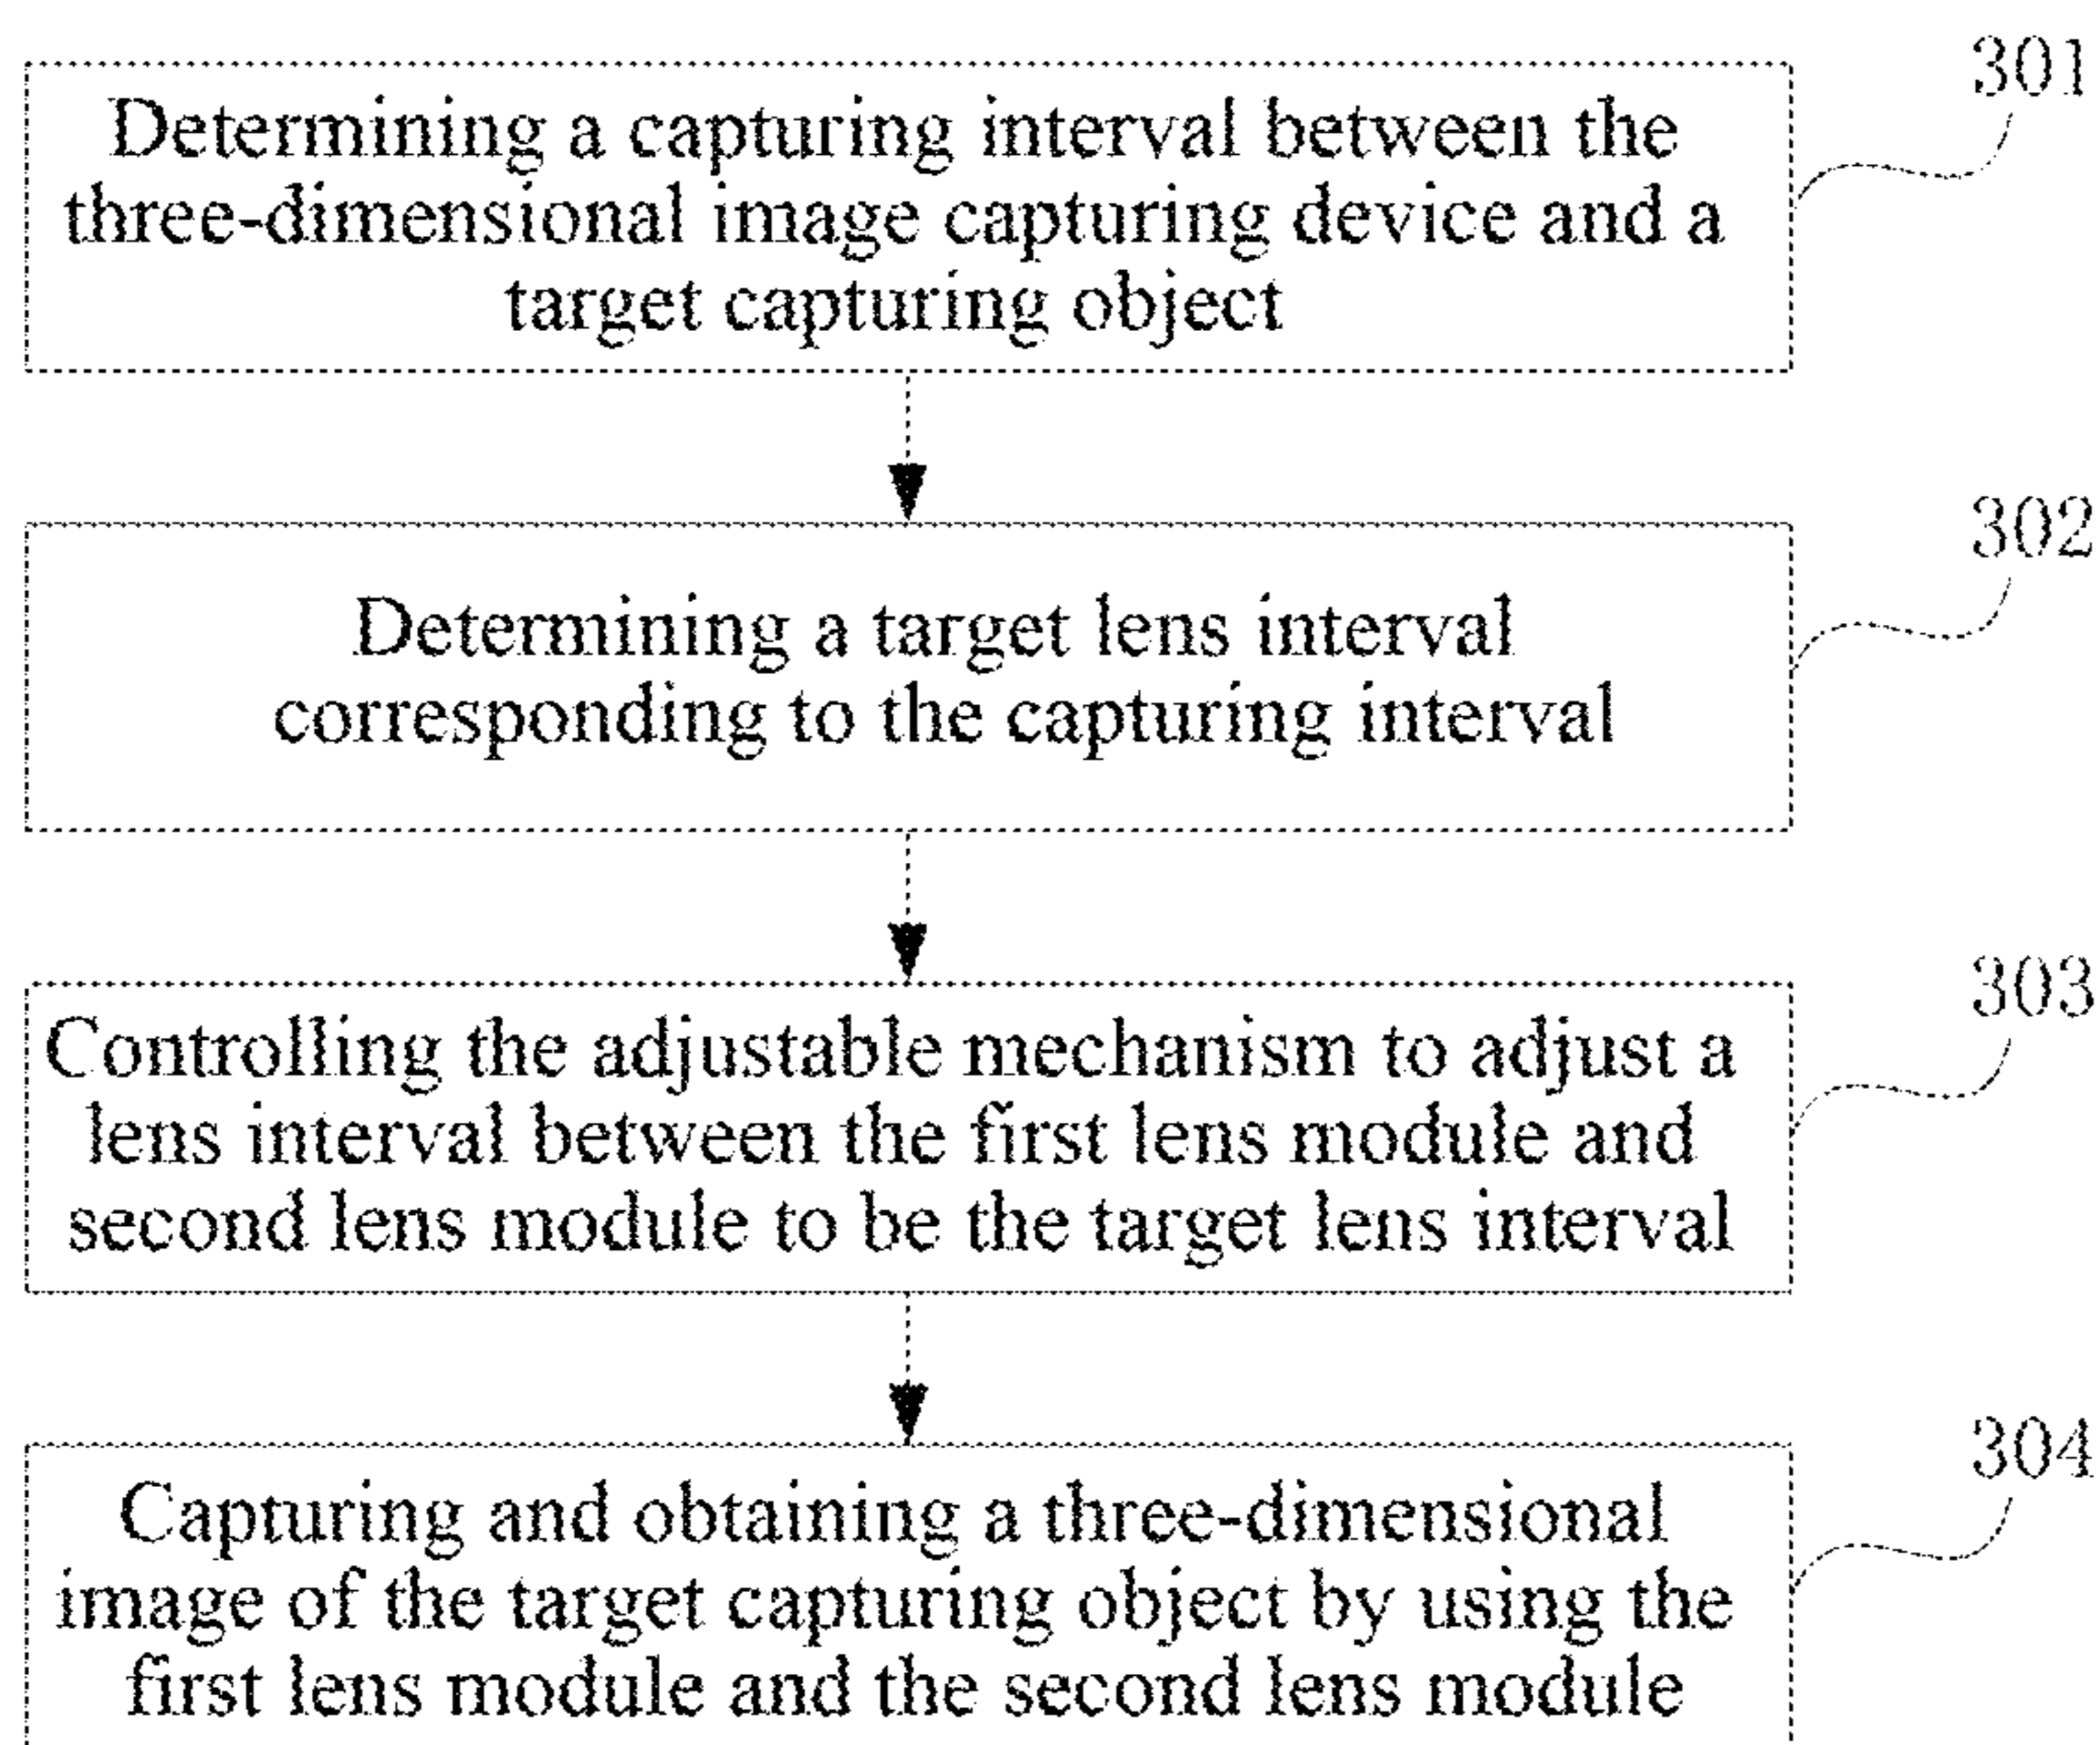 301
Determining a capturing interval between the
three-dimensional image capturing device and a
target capturing object
302
Determining a target lens interval
corresponding to the capturing interval
303
Controlling the adjustable mechanism to adjust a
lens interval between the first lens module and
second lens module to be the target lens interval
304
Capturing and obtaining a three-dimensional
image of the target capturing object by using the
first lens module and the second lens module